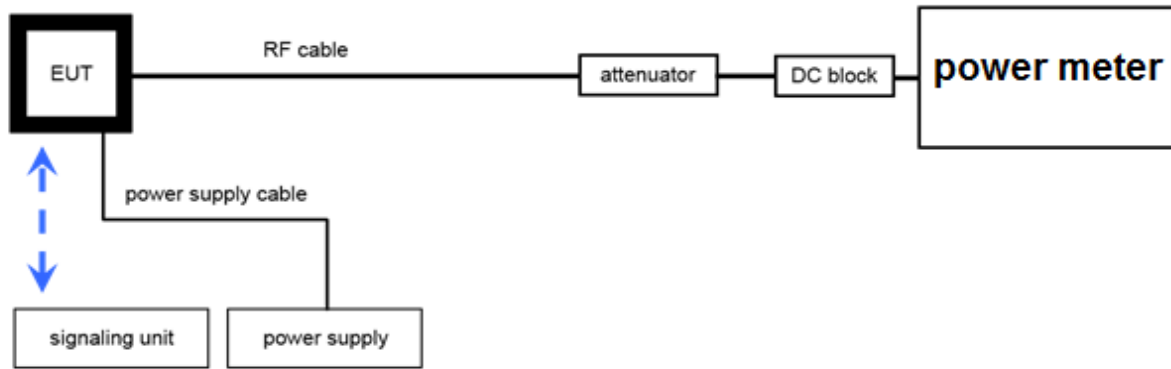 EUT
RF cable
attenuator
DC block
power meter
power supply cable
signaling unit
power supply